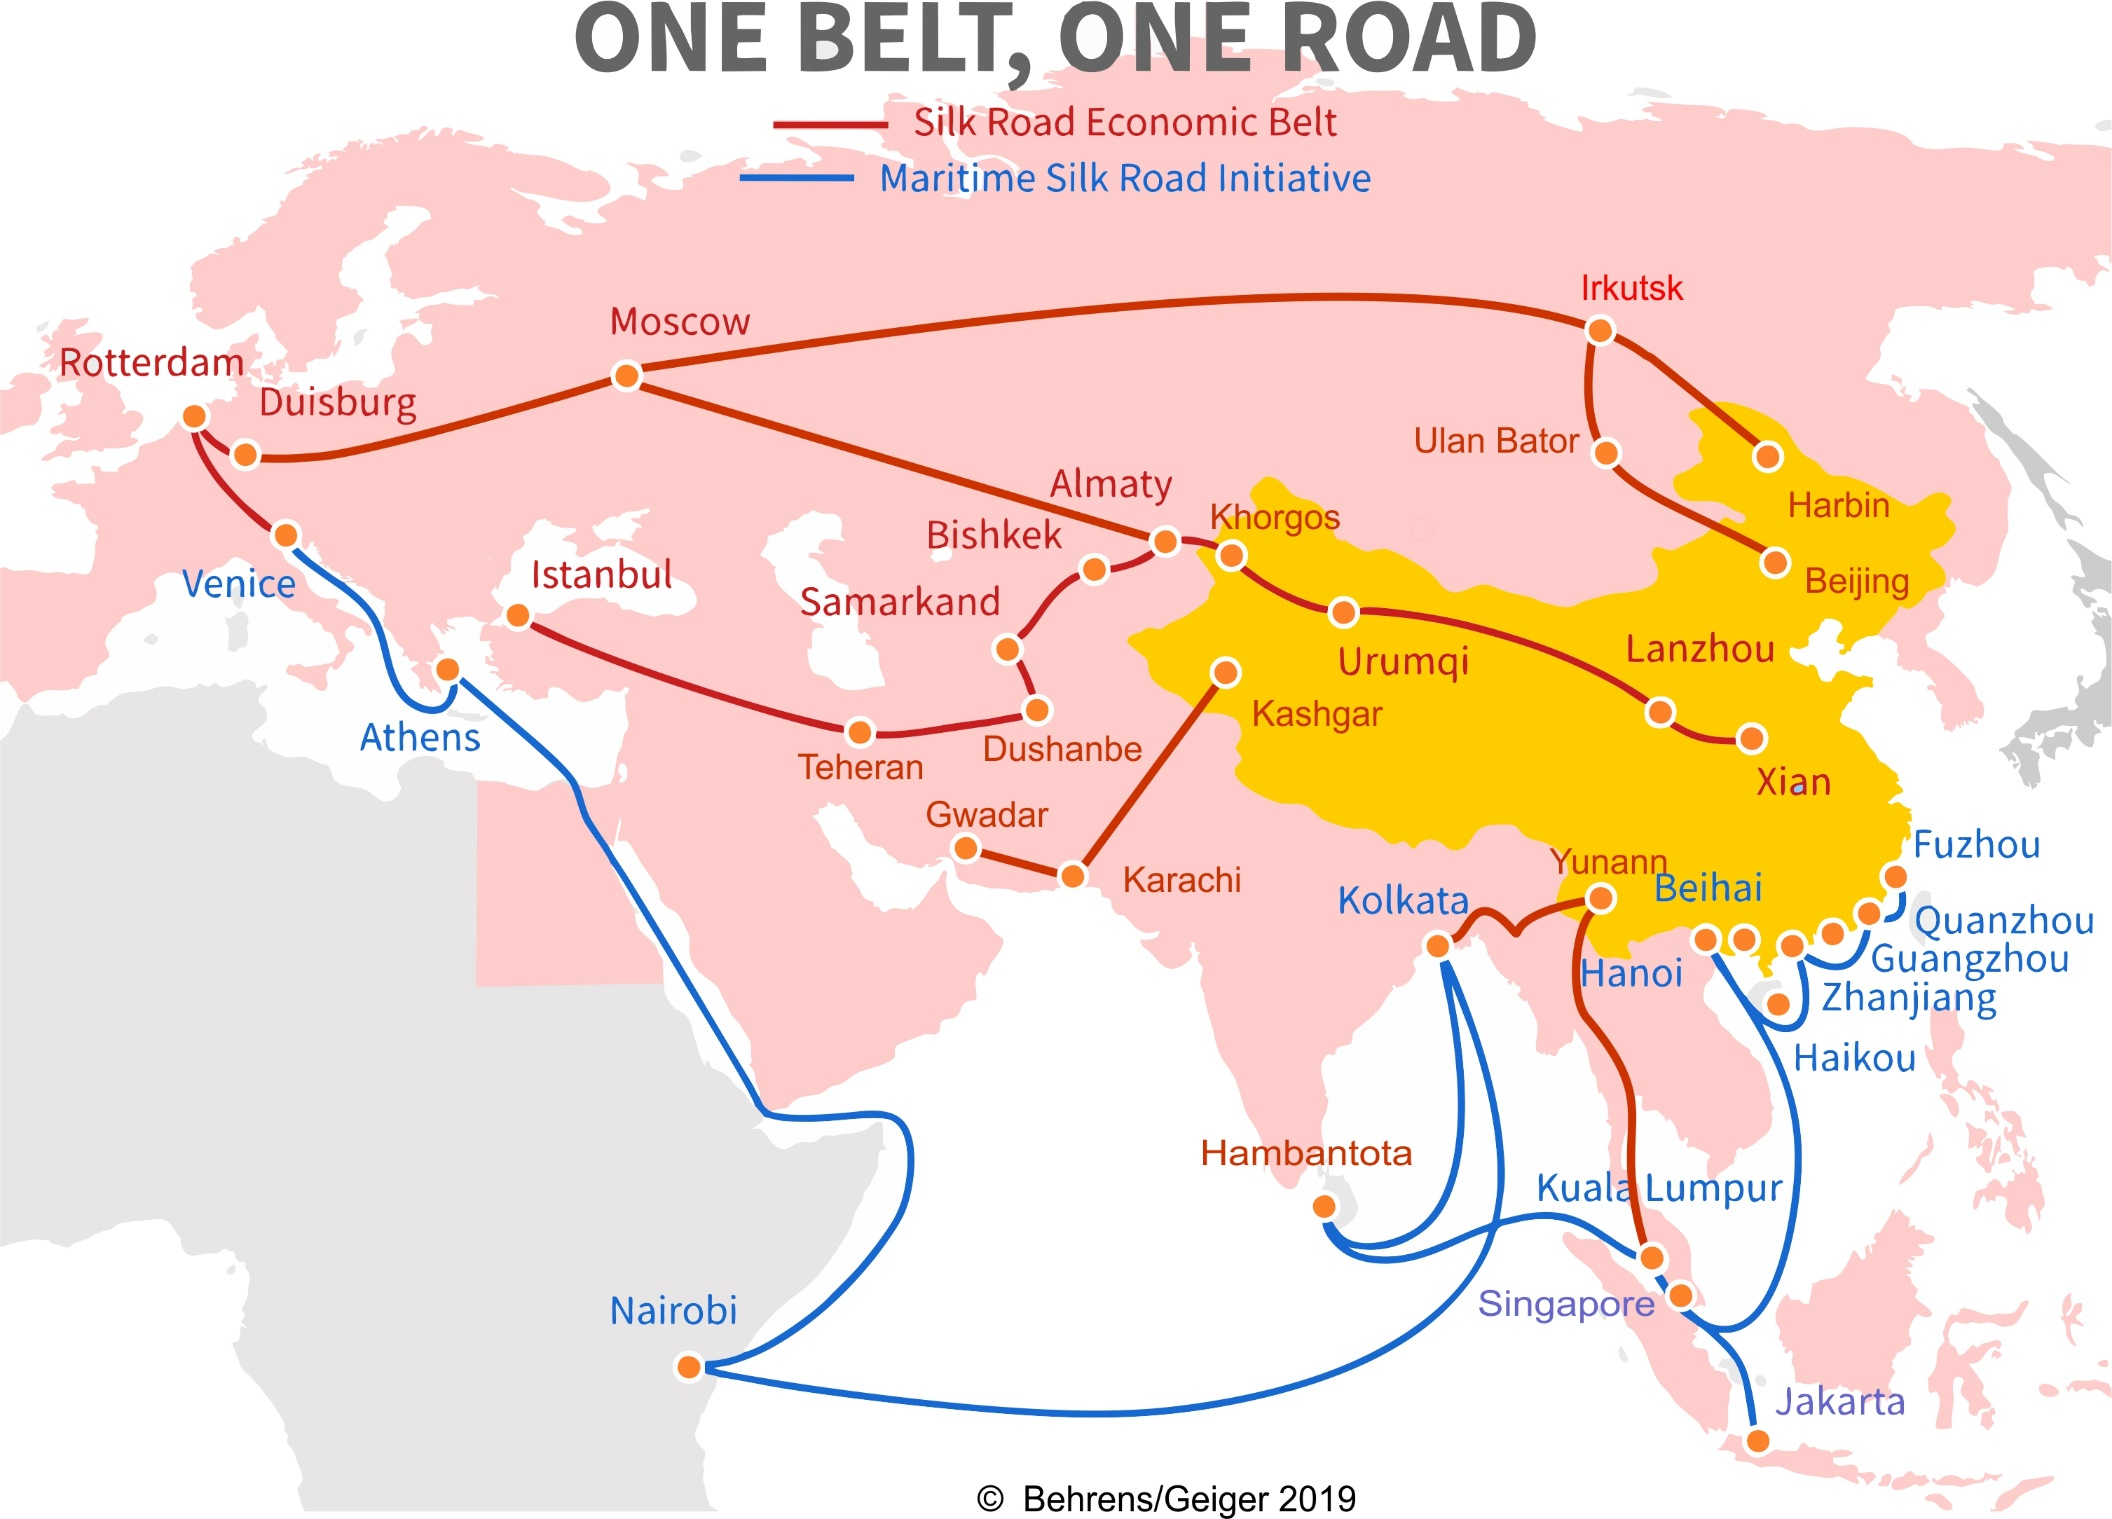 ONE BELT, ONE ROAD
Silk Road Economic Belt
Maritime Silk Road Initiative
Irkutsk
Moscow
Rotterdam
Duisburg
Ulan Bator
Almaty
Harbin
Khorgos
Bishkek
Istanbul
Venice
Beijing
Samarkand
Lanzhou
Urumqi
Kashgar
Athens
Dushanbe
Teheran
Xian
Gwadar
Fuzhou
Yunann
Karachi
Beihai
Kolkata
Quanzhou
Guangzhou
Hanoi
Zhanjiang
Haikou
Hambantota
Kuala Lumpur
Singapore
Nairobi
Jakarta
© Behrens/Geiger 2019